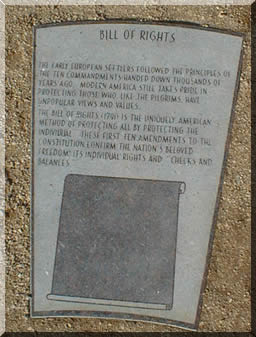 BILL OF RIGHTS
THE EARLY EUROPEAN SETTLERS FOLLOWED THE PRINCIPLES OF
THE TEN COMMANDMENTS HANDED DOWN THOUSANDS OF
YEARS AGO. MODERN AMERICA STILL TAKES PRIDE IN
PROTECTING THOSE WHO, LIKE THE PILGRIMS, HAVE
UNPOPULAR VIEWS AND VALUES.
THE BILL OF RIGHTS (1791) IS THE UNIQUELY AMERICAN
METHOD OF PROTECTING ALL BY PROTECTING THE
INDIVIDUAL. THESE FIRST TEN AMENDMENTS TO THE
CONSTITUTION CONFIRM THE NATION'S BELOVED
FREEDOM, ITS INDIVIDUAL RIGHTS AND "CHECKS AND
BALANCES."